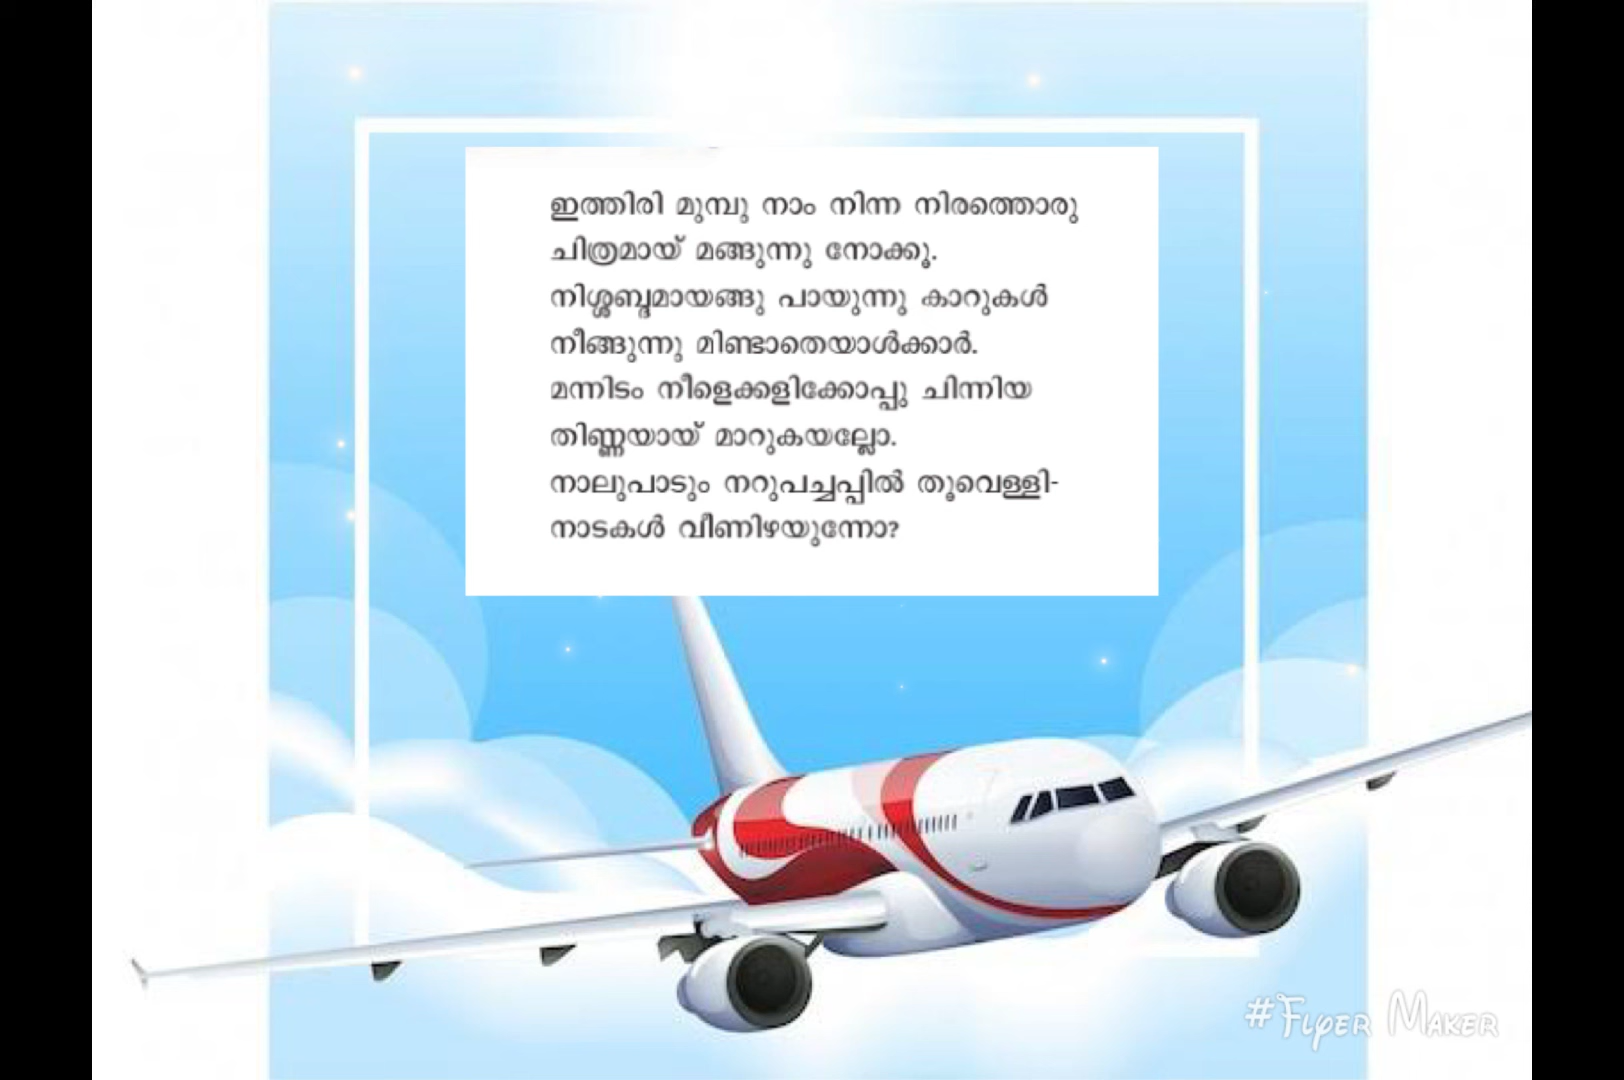 ഇത്തിരി മുമ്പു നാം നിന്ന നിരത്തൊരു
ചിത്രമായ് മങ്ങുന്നു നോക്കൂ.
നിശ്ശബ്ദമായങ്ങു പായുന്നു കാറുകൾ
നീങ്ങുന്നു മിണ്ടാതെയാൾക്കാർ.
മന്നിടം നീളെക്കളിക്കോപ്പു ചിന്നിയ
തിണ്ണയായ് മാറുകയല്ലോ.
നാലുപാടും നറുപച്ചപ്പിൽ തൂവെള്ളി-
നാടകൾ വീണിഴയുന്നോ?
#Flyer Maker